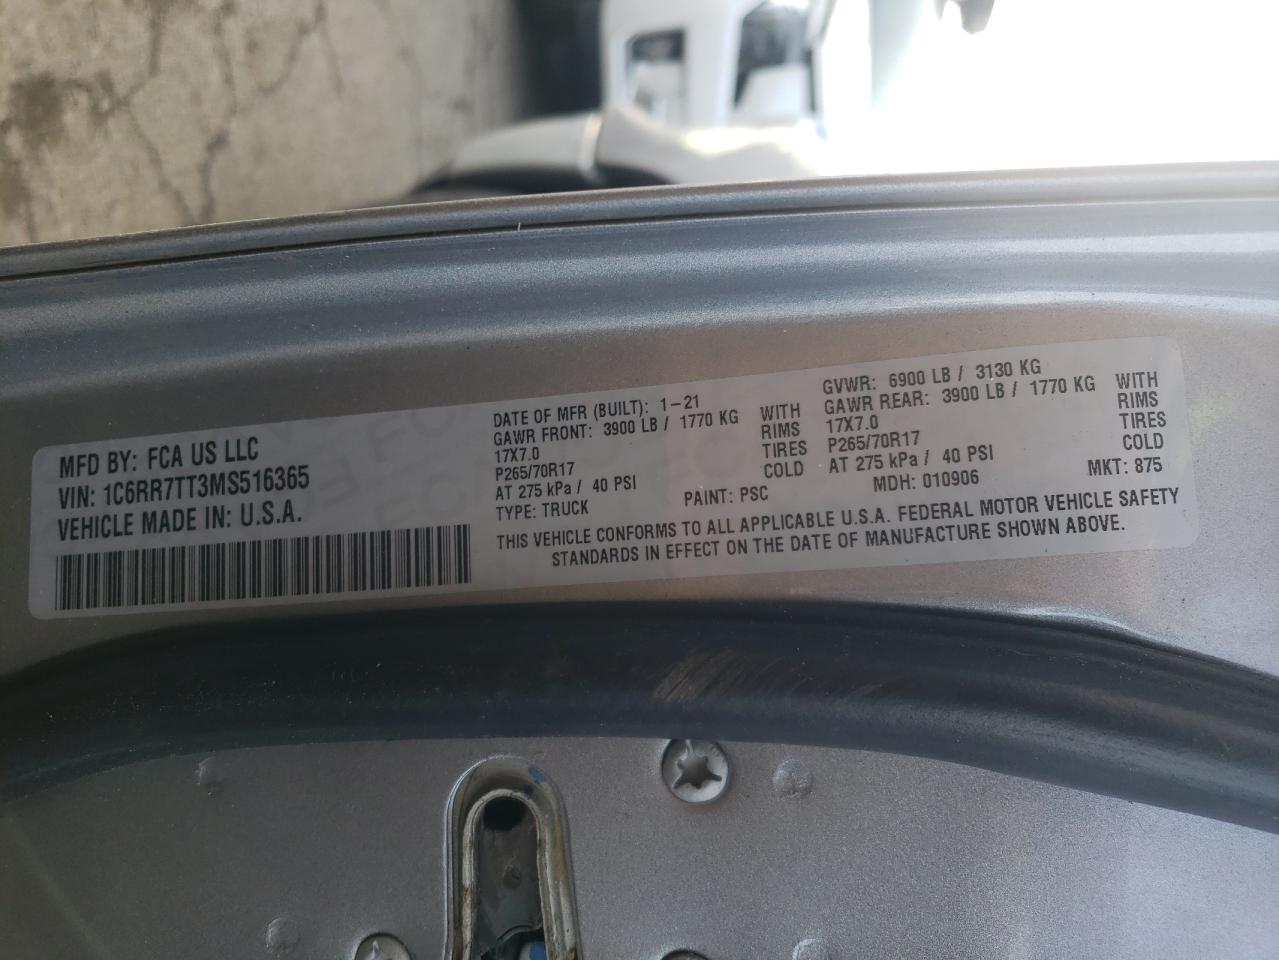 MFD BY: FCA US LLC
VIN: 1C6RR7TT3MS516365
VEHICLE MADE IN: U.S.A.
DATE OF MFR (BUILT): 1-21
GAWR FRONT: 3900 LB / 1770 KG WITH
17X7.0 RIMS
P265/70R17 TIRES
AT 275 kPa / 40 PSI COLD
TYPE: TRUCK PAINT: PSC
GVWR: 6900 LB / 3130 KG
GAWR REAR: 3900 LB / 1770 KG WITH
17X7.0 RIMS
P265/70R17 TIRES
AT 275 kPa / 40 PSI COLD
MDH: 010906 MKT: 875
THIS VEHICLE CONFORMS TO ALL APPLICABLE U.S.A. FEDERAL MOTOR VEHICLE SAFETY
STANDARDS IN EFFECT ON THE DATE OF MANUFACTURE SHOWN ABOVE.